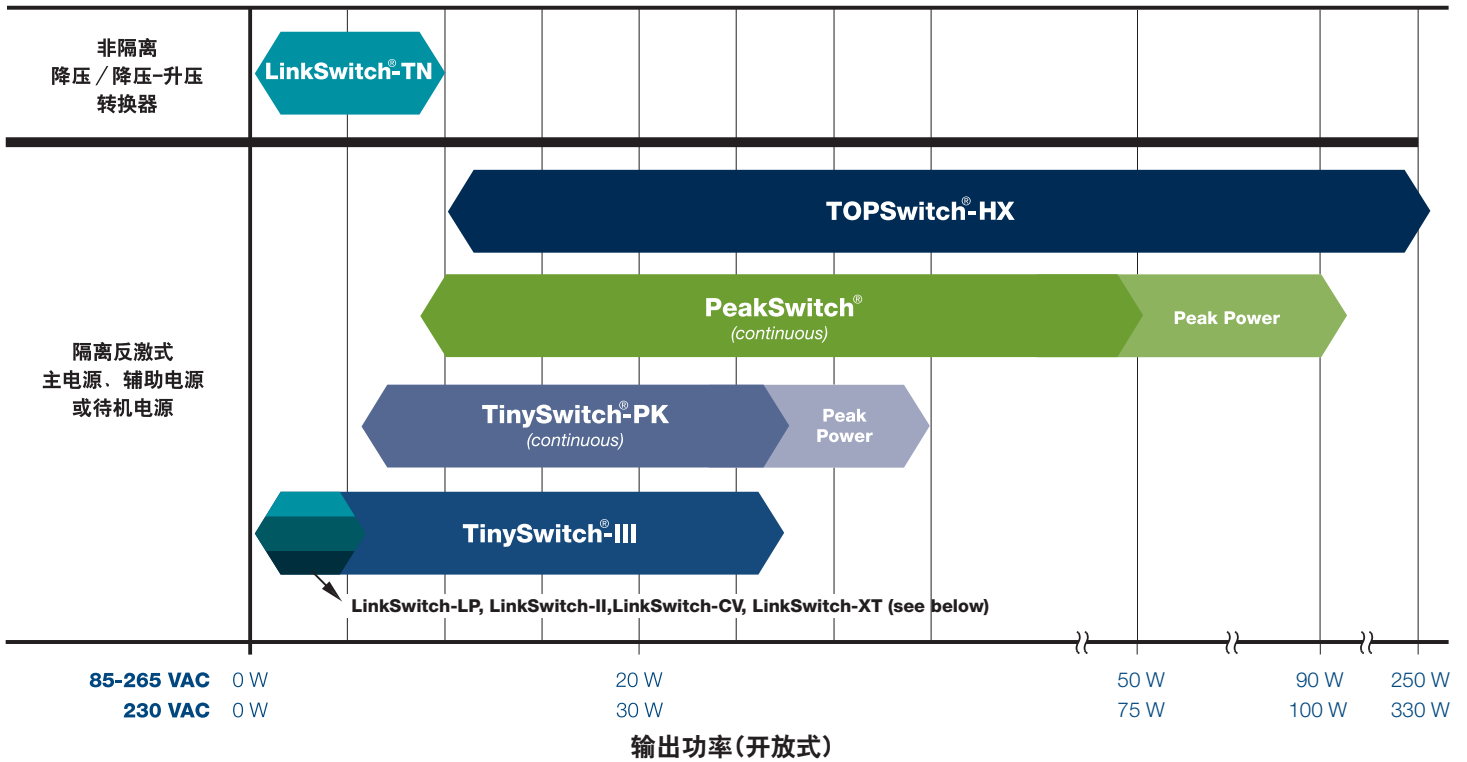 非隔离
降压／降压-升压
转换器
LinkSwitch®-TN
TOPSwitch®-HX
PeakSwitch®
(continuous)
Peak Power
隔离反激式
主电源、辅助电源
或待机电源
TinySwitch®-PK
(continuous)
Peak
Power
TinySwitch®-III
LinkSwitch-LP, LinkSwitch-II,LinkSwitch-CV, LinkSwitch-XT (see below)
85-265 VAC 0 W 20 W 50 W 90 W 250 W
230 VAC 0 W 30 W 75 W 100 W 330 W
输出功率(开放式)